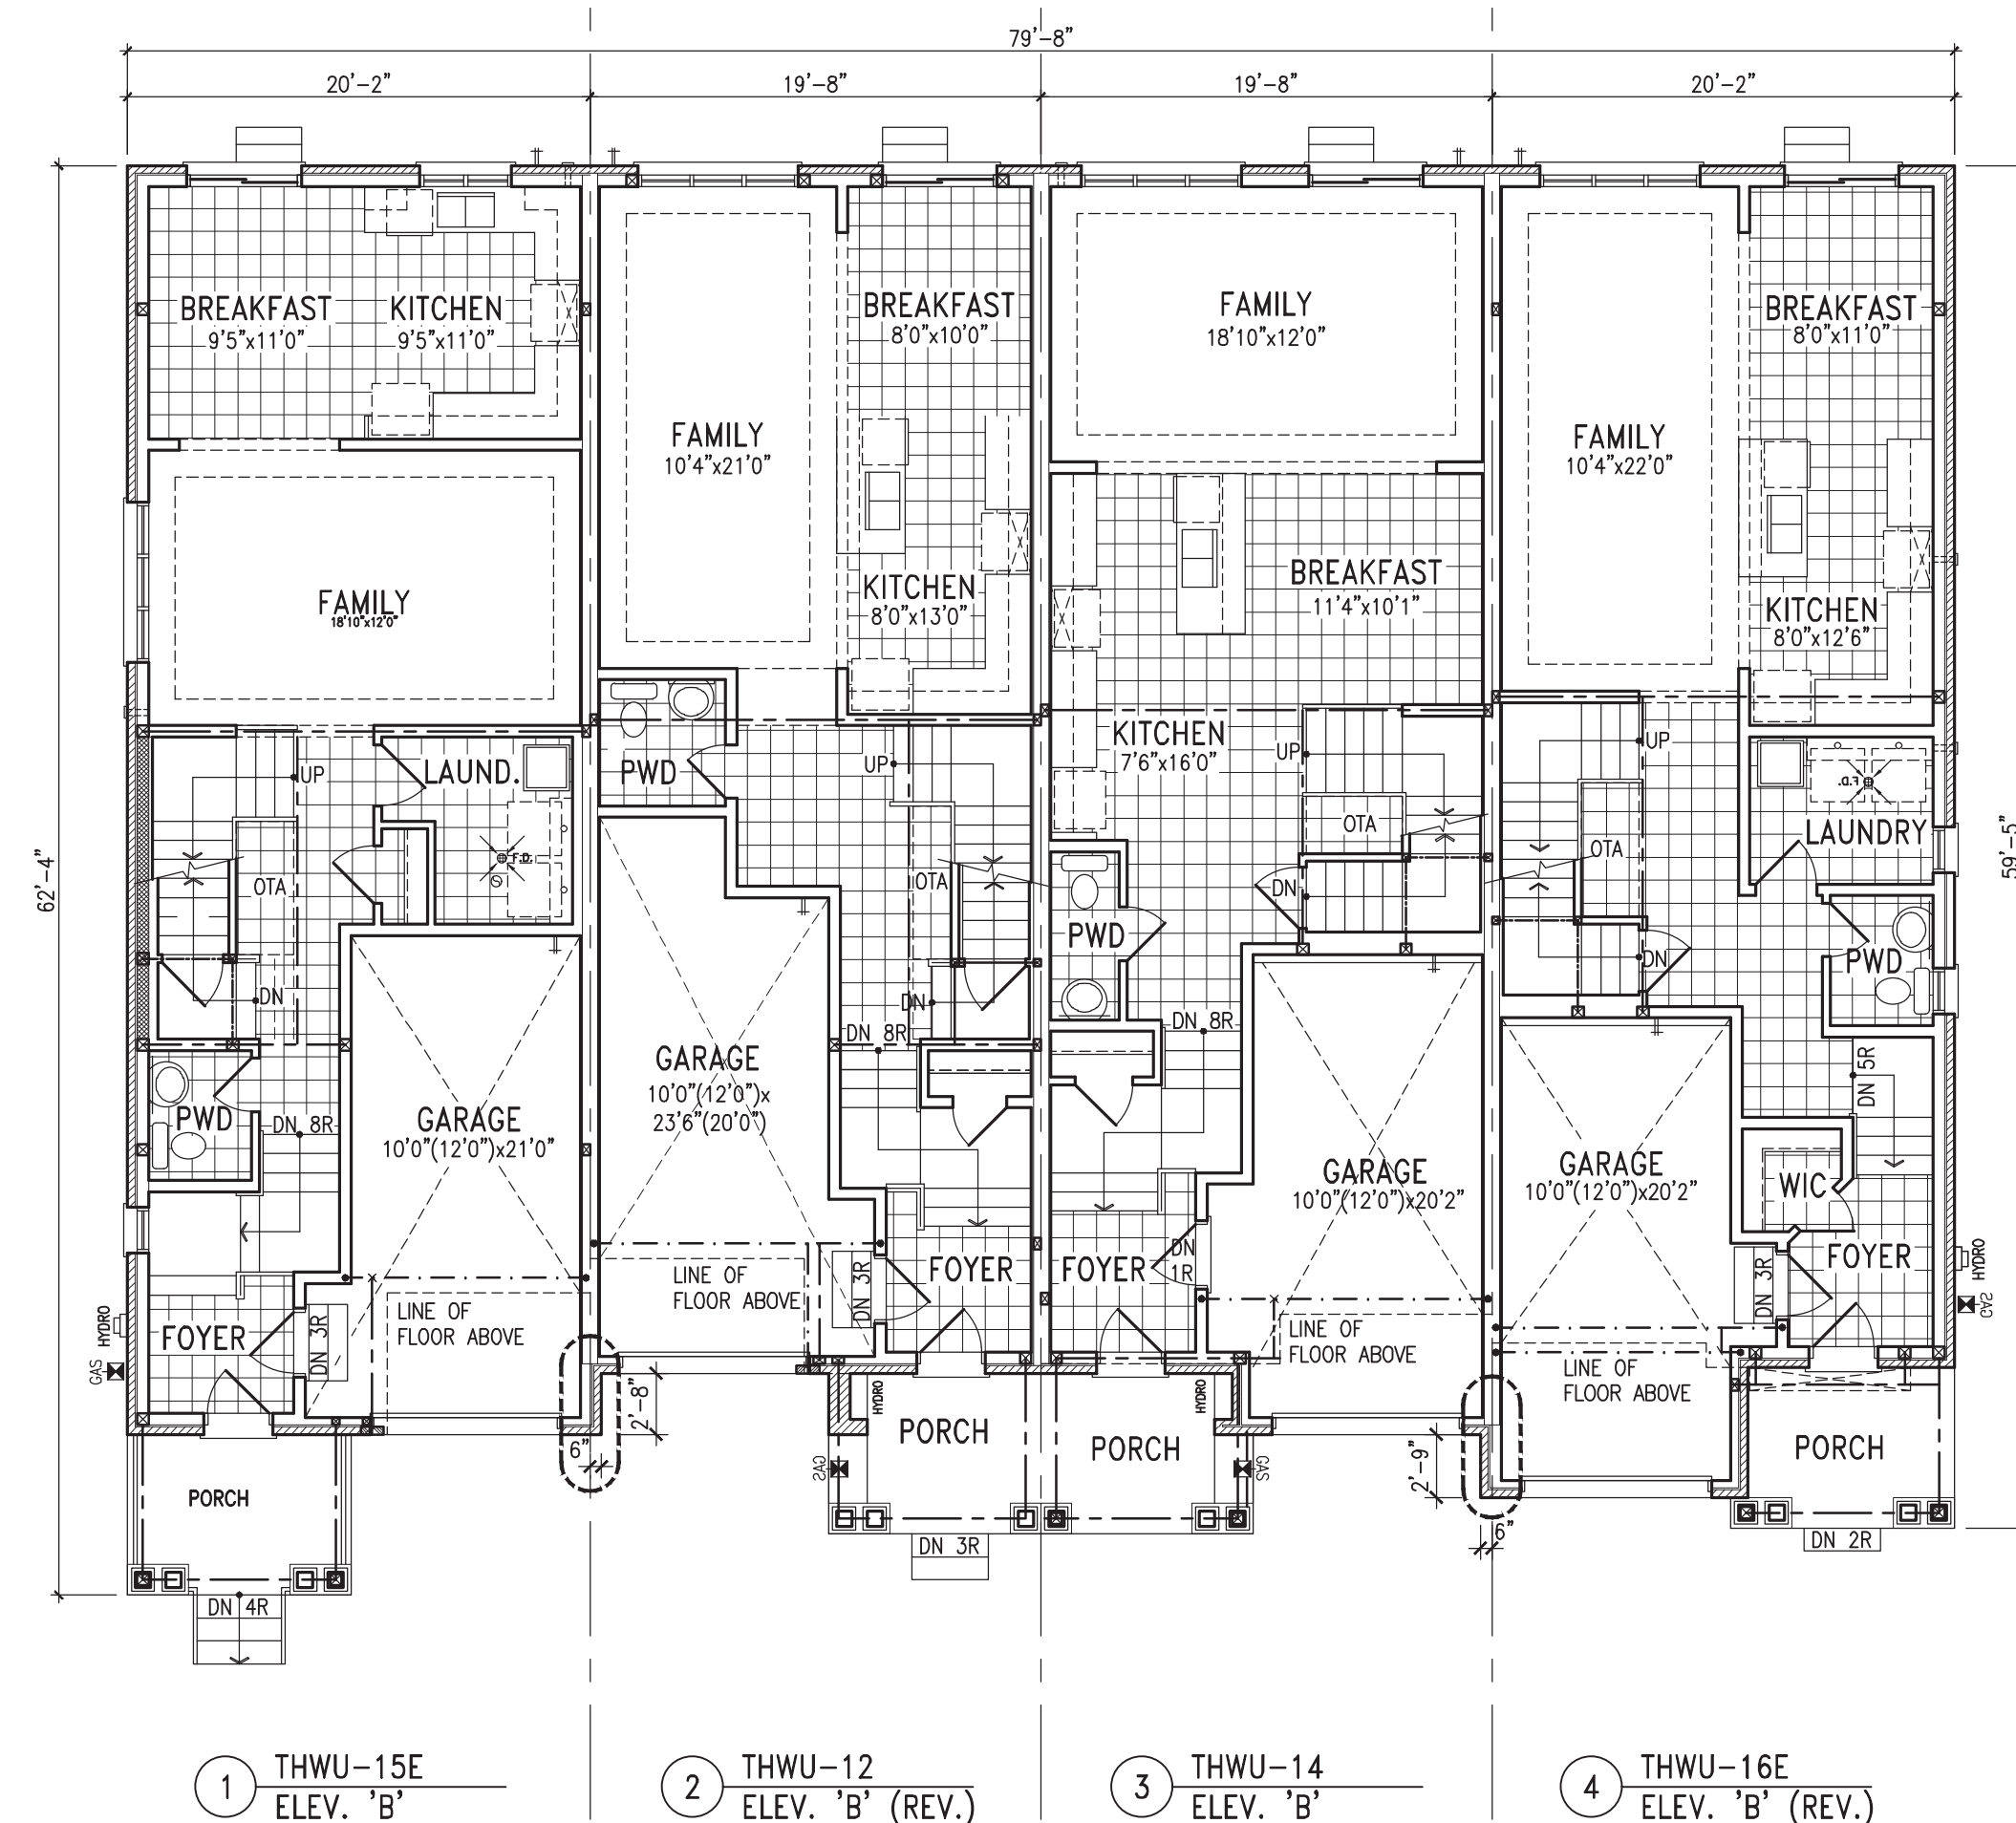 79'-8"
20'-2"
19'-8"
19'-8"
20'-2"
62'-4"
59'-5"
BREAKFAST
9'5"x11'0"
KITCHEN
9'5"x11'0"
FAMILY
18'10"x12'0"
UP
LAUND.
F.D.
OTA
DN
PWD
DN 8R
GARAGE
10'0"(12'0")x21'0"
LINE OF
FLOOR ABOVE
DN 3R
FOYER
HYDRO
GAS
PORCH
DN 4R
FAMILY
10'4"x21'0"
BREAKFAST
8'0"x10'0"
KITCHEN
8'0"x13'0"
PWD
UP
OTA
DN
DN 8R
GARAGE
10'0"(12'0")x
23'6"(20'0")
LINE OF
FLOOR ABOVE
DN 3R
FOYER
2'-8"
6"
HYDRO
GAS
PORCH
DN 3R
FAMILY
18'10"x12'0"
BREAKFAST
11'4"x10'1"
KITCHEN
7'6"x16'0"
UP
OTA
DN
PWD
DN 8R
GARAGE
10'0"(12'0")x20'2"
DN
1R
FOYER
LINE OF
FLOOR ABOVE
HYDRO
GAS
PORCH
2'-9"
6"
FAMILY
10'4"x22'0"
BREAKFAST
8'0"x11'0"
KITCHEN
8'0"x12'6"
UP
F.D.
LAUNDRY
OTA
DN
PWD
DN 5R
GARAGE
10'0"(12'0")x20'2"
WIC
FOYER
DN 3R
HYDRO
GAS
LINE OF
FLOOR ABOVE
PORCH
DN 2R
1
THWU-15E
ELEV. 'B'
2
THWU-12
ELEV. 'B' (REV.)
3
THWU-14
ELEV. 'B'
4
THWU-16E
ELEV. 'B' (REV.)